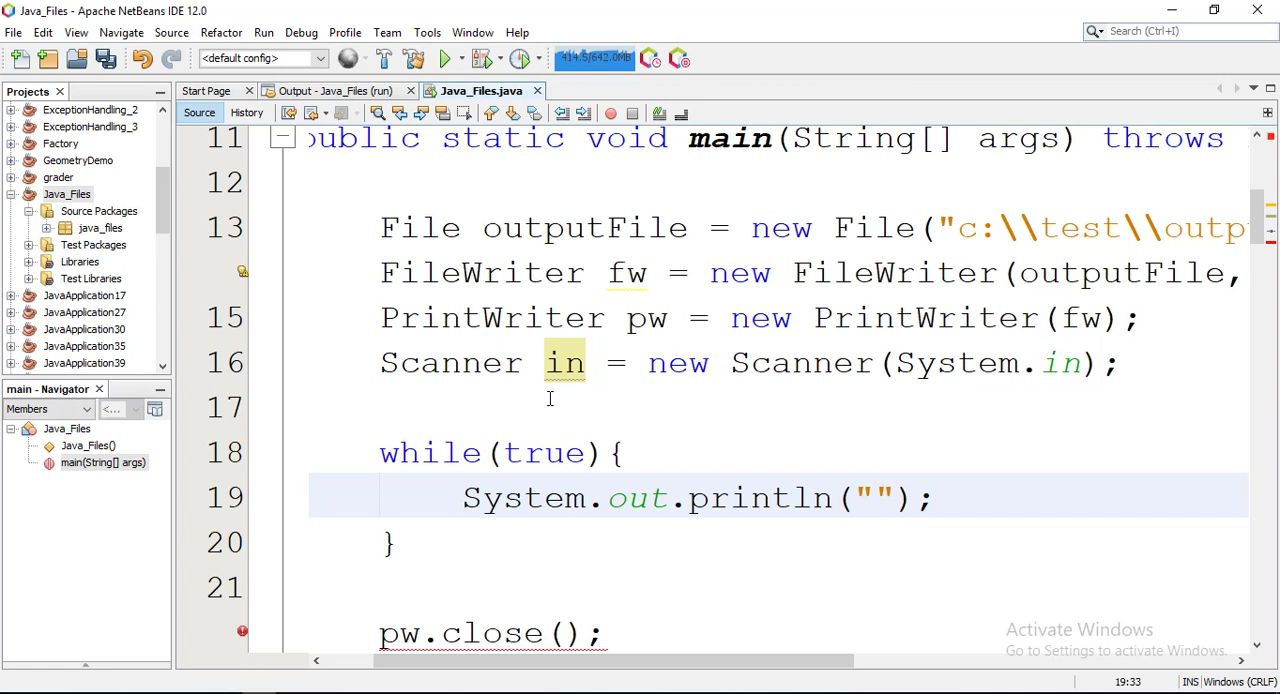 Java_Files - Apache NetBeans IDE 12.0
File Edit View Navigate Source Refactor Run Debug Profile Team Tools Window Help
Search (Ctrl+I)
<default config>
414.5/642.0MB
Projects
Start Page
Output - Java_Files (run)
Java_Files.java
Source History
ExceptionHandling_2
ExceptionHandling_3
Factory
GeometryDemo
grader
Java_Files
Source Packages
java_files
Test Packages
Libraries
Test Libraries
JavaApplication17
JavaApplication27
JavaApplication30
JavaApplication35
JavaApplication39
main - Navigator
Members
<...
Java_Files
Java_Files()
main(String[] args)
11 public static void main(String[] args) throws
12
13 File outputFile = new File("c:\\test\\outp
FileWriter fw = new FileWriter(outputFile,
15 PrintWriter pw = new PrintWriter(fw);
16 Scanner in = new Scanner(System.in);
17
18 while(true){
19 System.out.println("");
20 }
21
pw.close();
Activate Windows
Go to Settings to activate Windows.
19:33 INS Windows (CRLF)